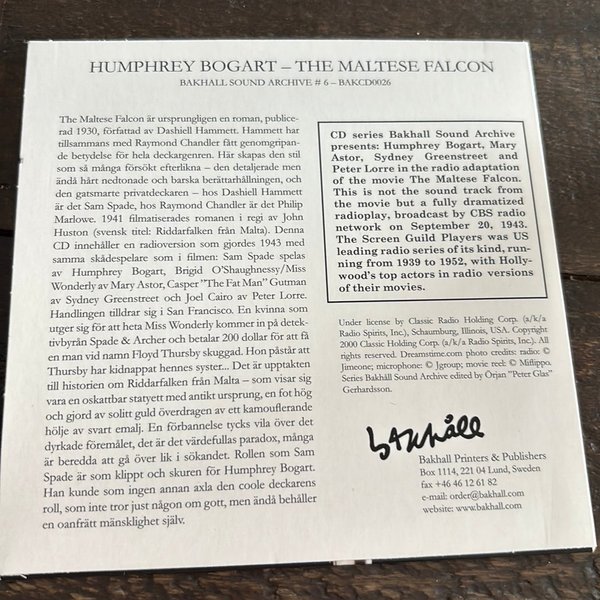 HUMPHREY BOGART – THE MALTESE FALCON
BAKHALL SOUND ARCHIVE # 6 – BAKCD0026
The Maltese Falcon är ursprungligen en roman, publice-
rad 1930, författad av Dashiell Hammett. Hammett har
tillsammans med Raymond Chandler fått genomgripan-
de betydelse för hela deckargenren. Här skapas den stil
som så många försökt efterlikna – den detaljerade men
ändå hårt nedtonade och barska berättarhållningen, och
den gatsmarte privatdeckaren – hos Dashiell Hammett
är det Sam Spade, hos Raymond Chandler är det Philip
Marlowe. 1941 filmatiserades romanen i regi av John
Huston (svensk titel: Riddarfalken från Malta). Denna
CD innehåller en radioversion som gjordes 1943 med
samma skådespelare som i filmen: Sam Spade spelas
av Humphrey Bogart, Brigid O'Shaughnessy/Miss
Wonderly av Mary Astor, Casper "The Fat Man" Gutman
av Sydney Greenstreet och Joel Cairo av Peter Lorre.
Handlingen tilldrar sig i San Francisco. En kvinna som
utger sig för att heta Miss Wonderly kommer in på detek-
tivbyrån Spade & Archer och betalar 200 dollar för att få
en man vid namn Floyd Thursby skuggad. Hon påstår att
Thursby har kidnappat hennes syster... Det är upptakten
till historien om Riddarfalken från Malta – som visar sig
vara en oskattbar statyett med antikt ursprung, en fot hög
och gjord av solitt guld överdragen av ett kamouflerande
hölje av svart emalj. En förbannelse tycks vila över det
dyrkade föremålet, det är det värdefullas paradox, många
är beredda att gå över lik i sökandet. Rollen som Sam
Spade är som klippt och skuren för Humphrey Bogart.
Han kunde som ingen annan axla den coole deckarens
roll, som inte tror just någon om gott, men ändå behåller
en oanfrätt mänsklighet själv.
CD series Bakhall Sound Archive
presents: Humphrey Bogart, Mary
Astor, Sydney Greenstreet and
Peter Lorre in the radio adaptation
of the movie The Maltese Falcon.
This is not the sound track from
the movie but a fully dramatized
radioplay, broadcast by CBS radio
network on September 20, 1943.
The Screen Guild Players was US
leading radio series of its kind, run-
ning from 1939 to 1952, with Holly-
wood's top actors in radio versions
of their movies.
Under license by Classic Radio Holding Corp. (a/k/a
Radio Spirits, Inc.), Schaumburg, Illinois, USA. Copyright
2000 Classic Radio Holding Corp. (a/k/a Radio Spirits, Inc.). All
rights reserved. Dreamstime.com photo credits: radio: ©
Jimeone; microphone: © Jgroup; movie reel: © Miflippo.
Series Bakhåll Sound Archive edited by Örjan "Peter Glas"
Gerhardsson.
bakhåll
Bakhall Printers & Publishers
Box 1114, 221 04 Lund, Sweden
fax +46 46 12 61 82
e-mail: order@bakhall.com
website: www.bakhall.com